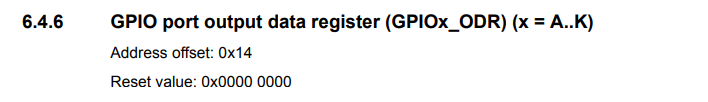 6.4.6 GPIO port output data register (GPIOx_ODR) (x = A..K)
Address offset: 0x14
Reset value: 0x0000 0000